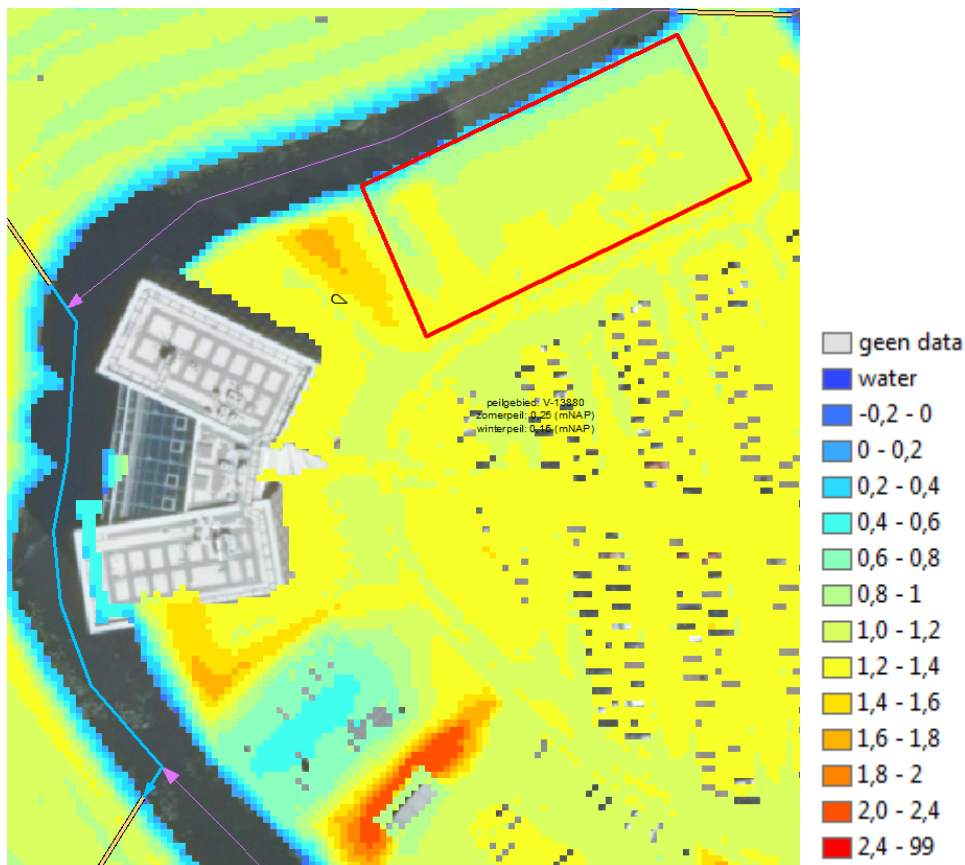 peilgebied: V-13880
zomerpeil: 0,25 (mNAP)
winterpeil: 0,15 (mNAP)
geen data
water
-0,2 - 0
0 - 0,2
0,2 - 0,4
0,4 - 0,6
0,6 - 0,8
0,8 - 1
1,0 - 1,2
1,2 - 1,4
1,4 - 1,6
1,6 - 1,8
1,8 - 2
2,0 - 2,4
2,4 - 99